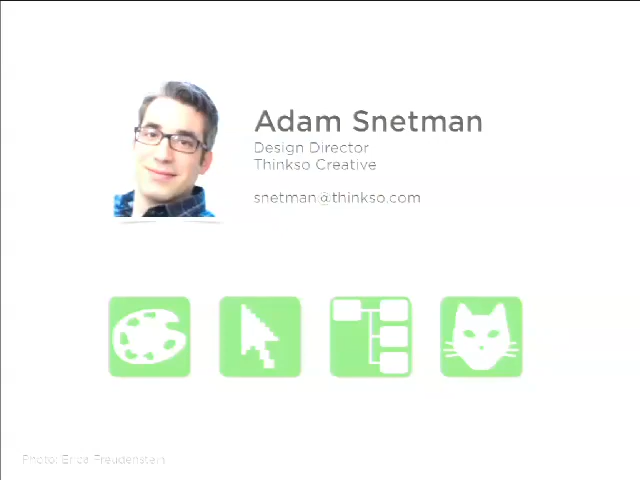 Adam Snetman
Design Director
Thinkso Creative
snetman@thinkso.com
Photo: Erica Freudenstein